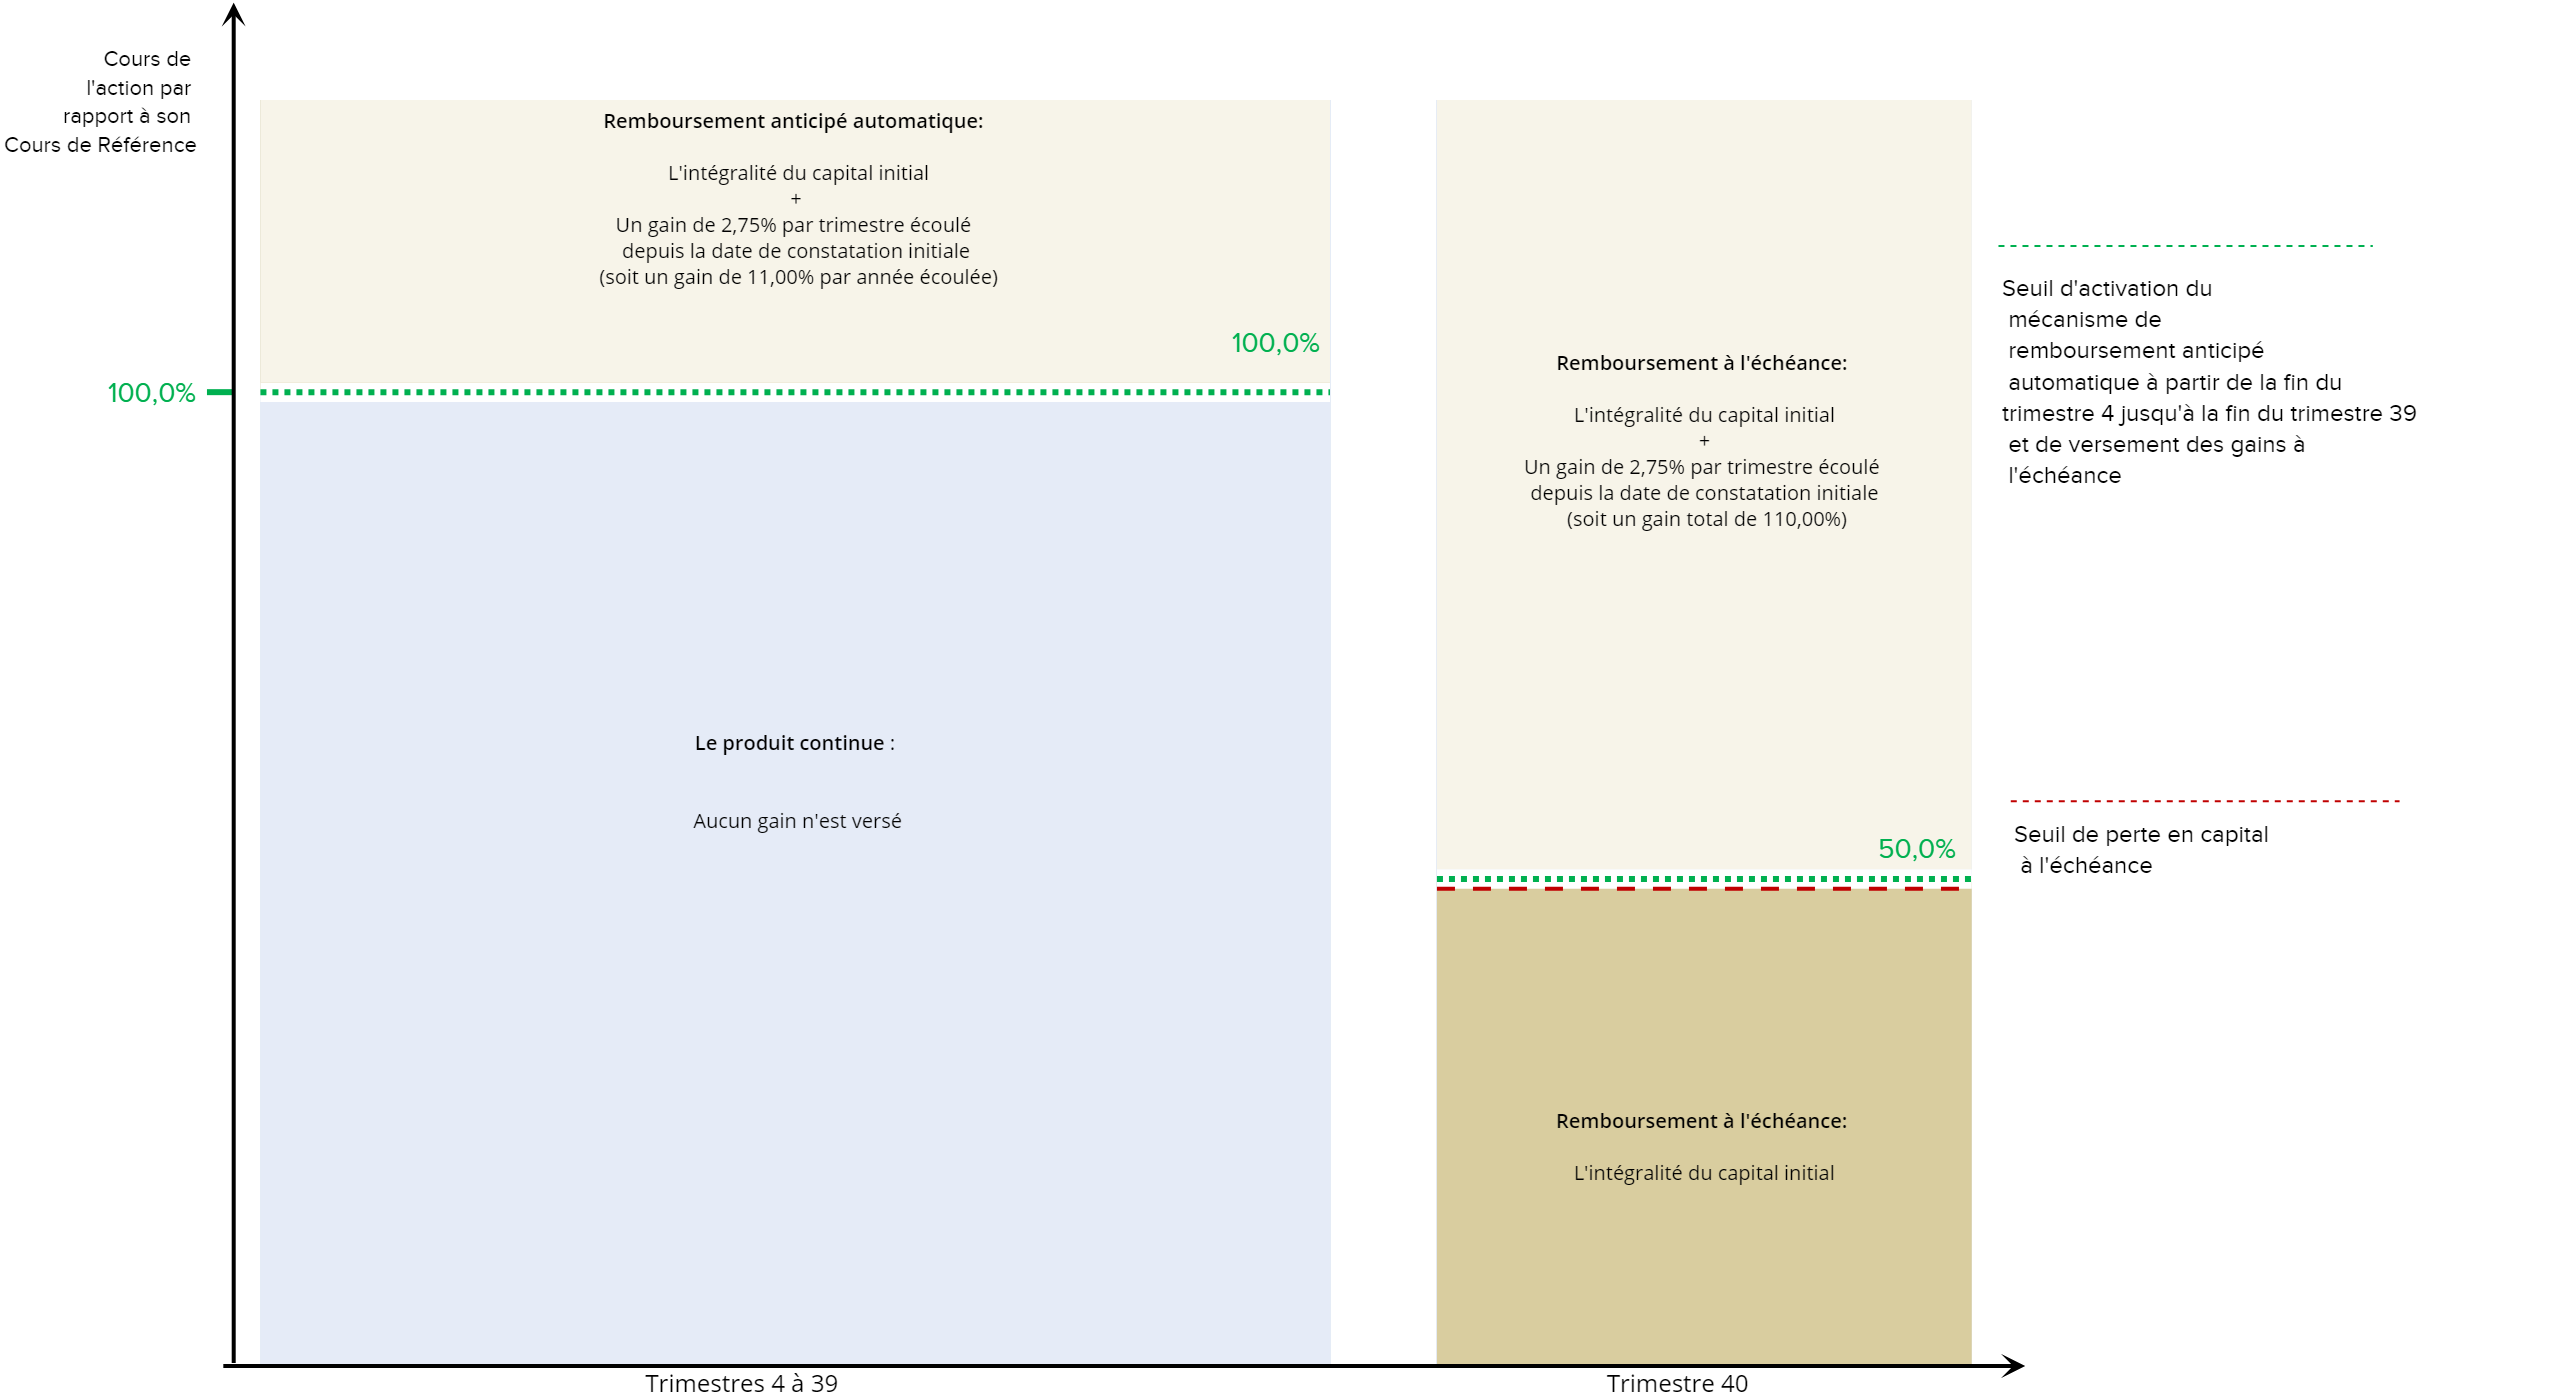 Cours de
l'action par
rapport à son
Cours de Référence
Remboursement anticipé automatique:
L'intégralité du capital initial
+
Un gain de 2,75% par trimestre écoulé
depuis la date de constatation initiale
(soit un gain de 11,00% par année écoulée)
100,0%
100,0%
Le produit continue :
Aucun gain n'est versé
Remboursement à l'échéance:
L'intégralité du capital initial
+
Un gain de 2,75% par trimestre écoulé
depuis la date de constatation initiale
(soit un gain total de 110,00%)
50,0%
Remboursement à l'échéance:
L'intégralité du capital initial
Seuil d'activation du
mécanisme de
remboursement anticipé
automatique à partir de la fin du
trimestre 4 jusqu'à la fin du trimestre 39
et de versement des gains à
l'échéance
Seuil de perte en capital
à l'échéance
Trimestres 4 à 39
Trimestre 40